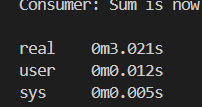 Consumer: Sum is now
real 0m3.021s
user 0m0.012s
sys 0m0.005s